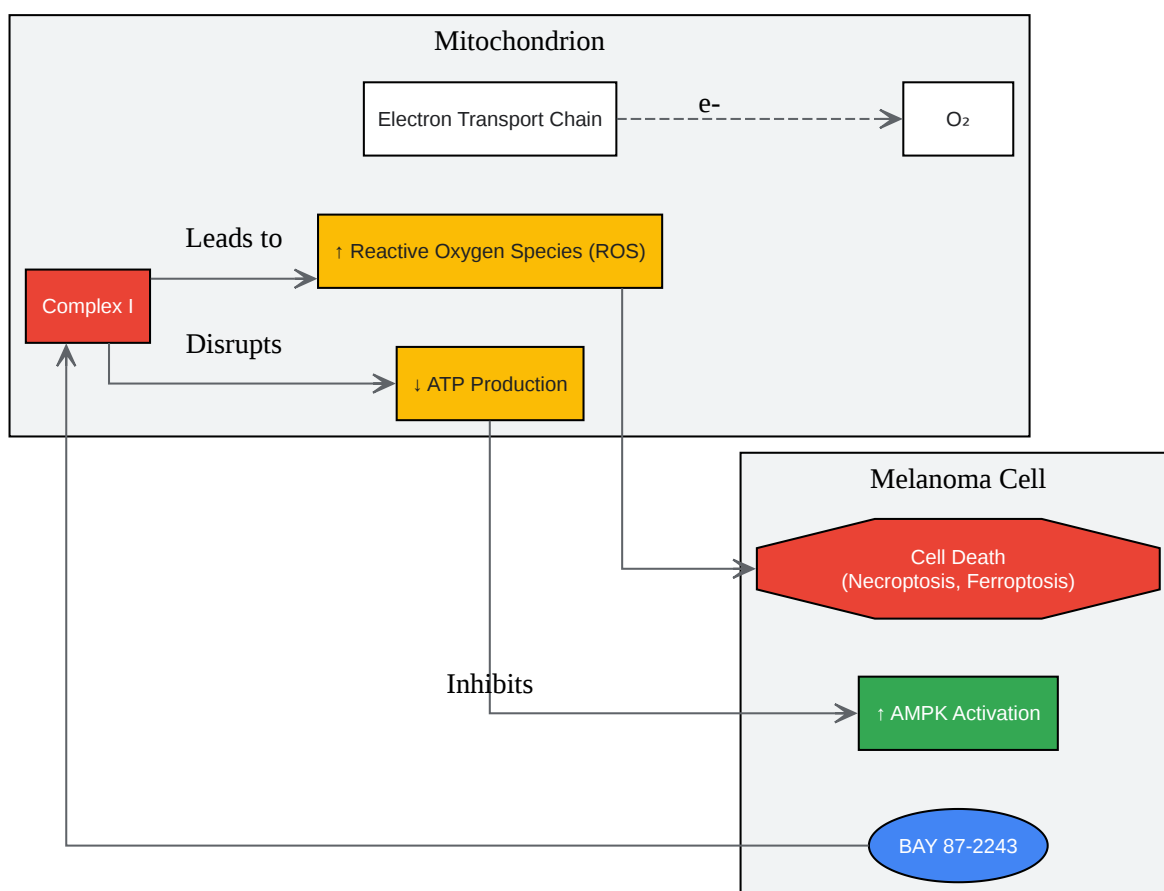 Mitochondrion
Electron Transport Chain
e-
O₂
Leads to
↑ Reactive Oxygen Species (ROS)
Complex I
Disrupts
↓ ATP Production
Melanoma Cell
Cell Death
(Necroptosis, Ferroptosis)
Inhibits
↑ AMPK Activation
BAY 87-2243